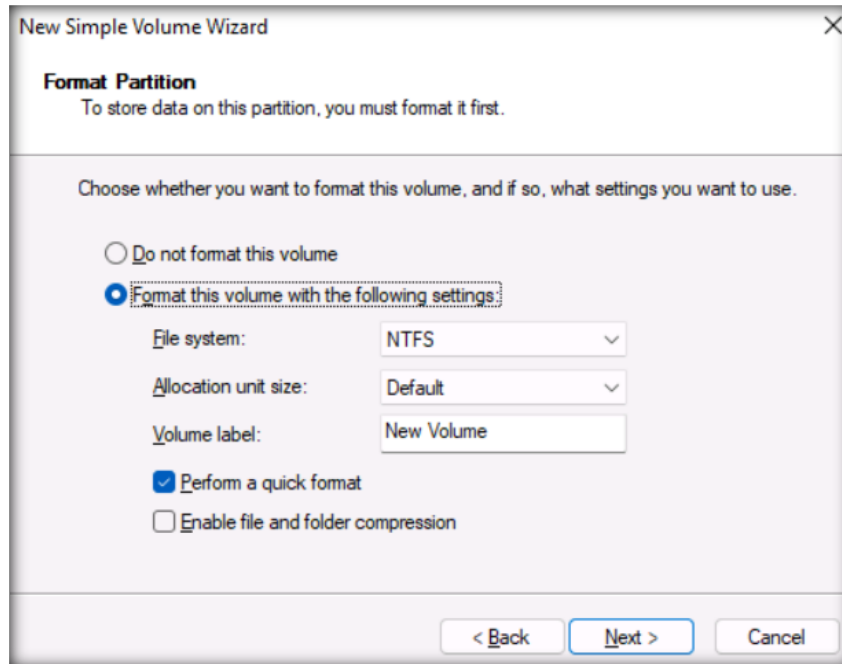 New Simple Volume Wizard
Format Partition
To store data on this partition, you must format it first.
Choose whether you want to format this volume, and if so, what settings you want to use.
Do not format this volume
Format this volume with the following settings:
File system: NTFS
Allocation unit size: Default
Volume label: New Volume
Perform a quick format
Enable file and folder compression
< Back Next > Cancel